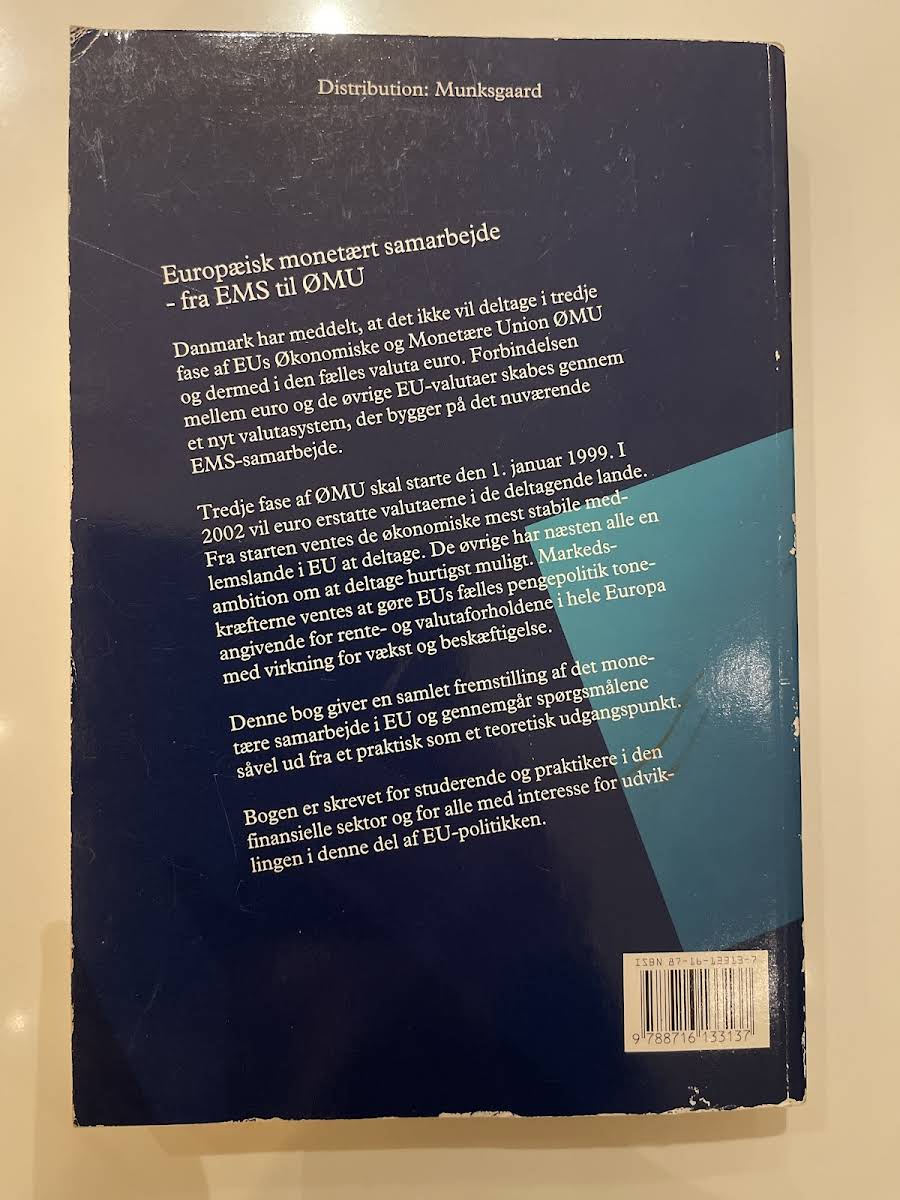 Distribution: Munksgaard
Europæisk monetært samarbejde
- fra EMS til ØMU
Danmark har meddelt, at det ikke vil deltage i tredje
fase af EUs Økonomiske og Monetære Union ØMU
og dermed i den fælles valuta euro. Forbindelsen
mellem euro og de øvrige EU-valutaer skabes gennem
et nyt valutasystem, der bygger på det nuværende
EMS-samarbejde.
Tredje fase af ØMU skal starte den 1. januar 1999. I
2002 vil euro erstatte valutaerne i de deltagende lande.
Fra starten ventes de økonomiske mest stabile med-
lemslande i EU at deltage. De øvrige har næsten alle en
ambition om at deltage hurtigst muligt. Markeds-
kræfterne ventes at gøre EUs fælles pengepolitik tone-
angivende for rente- og valutaforholdene i hele Europa
med virkning for vækst og beskæftigelse.
Denne bog giver en samlet fremstilling af det mone-
tære samarbejde i EU og gennemgår spørgsmålene
såvel ud fra et praktisk som et teoretisk udgangspunkt.
Bogen er skrevet for studerende og praktikere i den
finansielle sektor og for alle med interesse for udvik-
lingen i denne del af EU-politikken.
ISBN 87-16-13313-7
9 788716 133137